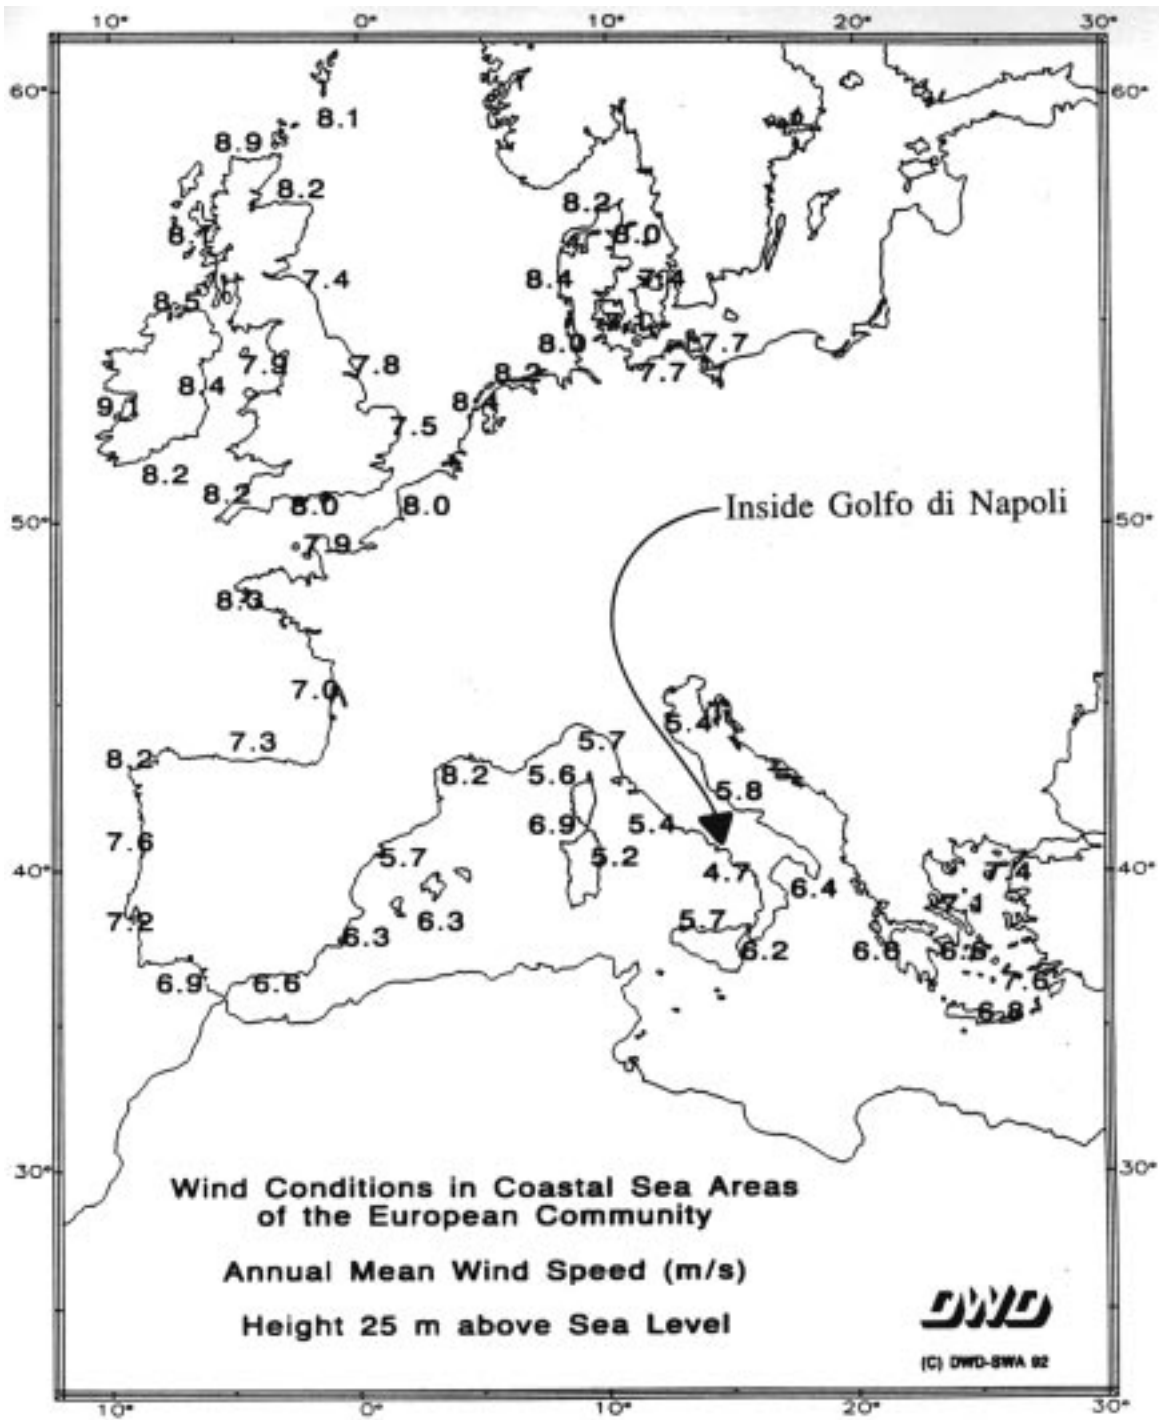 10° 0° 10° 20° 30°
60° 60°
8.1
8.9
8.2
8.2
8.0
8.4 7.4
7.4
8.5
8.0 7.7
7.9 7.8
8.2 7.7
8.4
9.1 8.4
7.5
8.2
8.2 8.0 8.0
Inside Golfo di Napoli
50° 50°
7.9
8.3
7.0
5.4
7.3 5.7
8.2 8.2 5.6
5.8
6.9 5.4
7.6
5.7 5.2
40° 4.7 7.4 40°
6.4
7.1
7.2 6.3 5.7
6.3
6.2
6.9 6.6 7.6
6.8
30° 30°
Wind Conditions in Coastal Sea Areas
of the European Community
Annual Mean Wind Speed (m/s)
Height 25 m above Sea Level
DWD
(C) DWD-SWA 92
10° 0° 10° 20° 30°